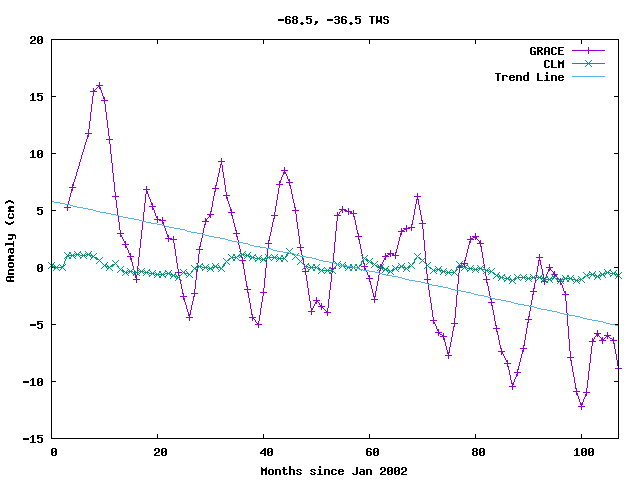 -68.5, -36.5 TWS
20
15
10
5
0
-5
-10
-15
Anomaly (cm)
GRACE
CLM
Trend Line
0 20 40 60 80 100
Months since Jan 2002